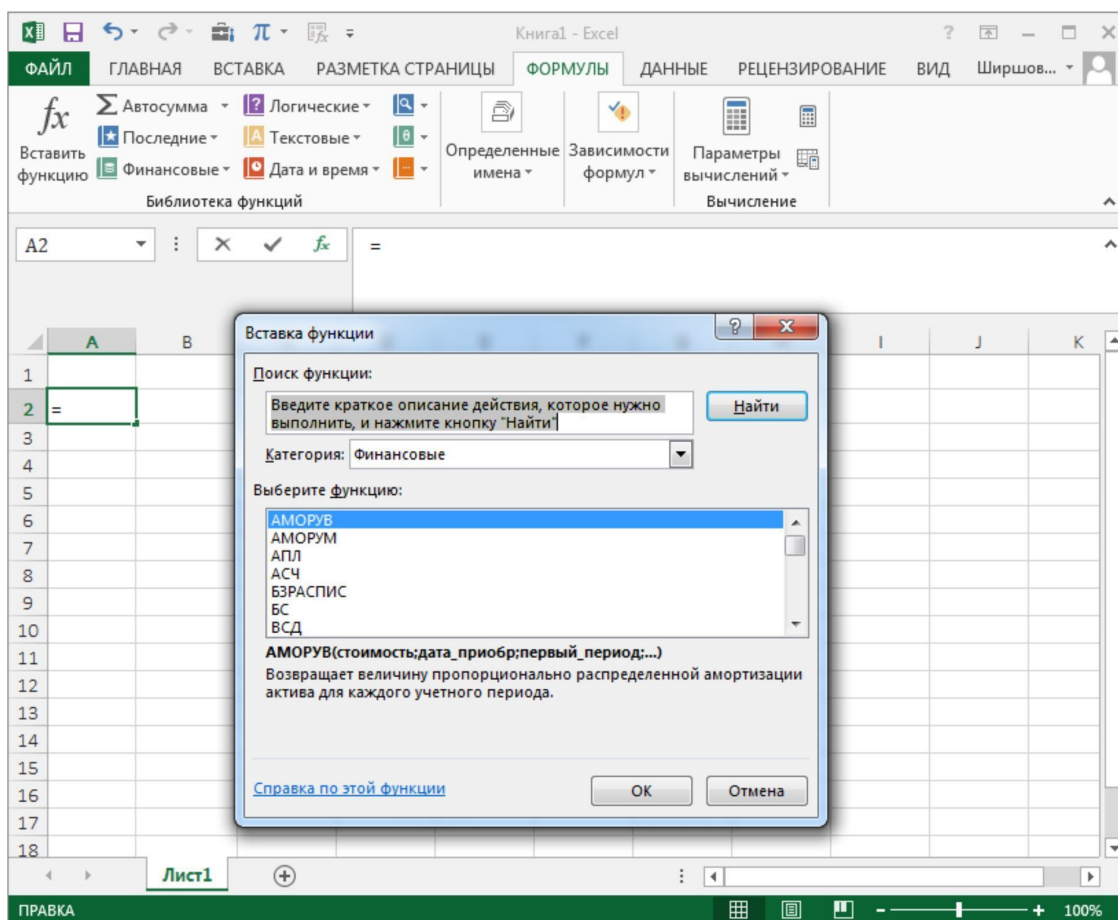 Книга1 - Excel
ФАЙЛ ГЛАВНАЯ ВСТАВКА РАЗМЕТКА СТРАНИЦЫ ФОРМУЛЫ ДАННЫЕ РЕЦЕНЗИРОВАНИЕ ВИД Ширшов...
fx Вставить функцию
Автосумма
Последние
Финансовые
Логические
Текстовые
Дата и время
Библиотека функций
Определенные
имена
Зависимости
формул
Параметры
вычислений
Вычисление
A2 fx =
A B I J K
1
2 =
3
4
5
6
7
8
9
10
11
12
13
14
15
16
17
18
Вставка функции
Поиск функции:
Введите краткое описание действия, которое нужно
выполнить, и нажмите кнопку "Найти"
Найти
Категория: Финансовые
Выберите функцию:
АМОРУВ
АМОРУМ
АПЛ
АСЧ
БЗРАСПИС
БС
ВСД
АМОРУВ(стоимость;дата_приобр;первый_период;...)
Возвращает величину пропорционально распределенной амортизации
актива для каждого учетного периода.
Справка по этой функции
ОК Отмена
Лист1
ПРАВКА 100%